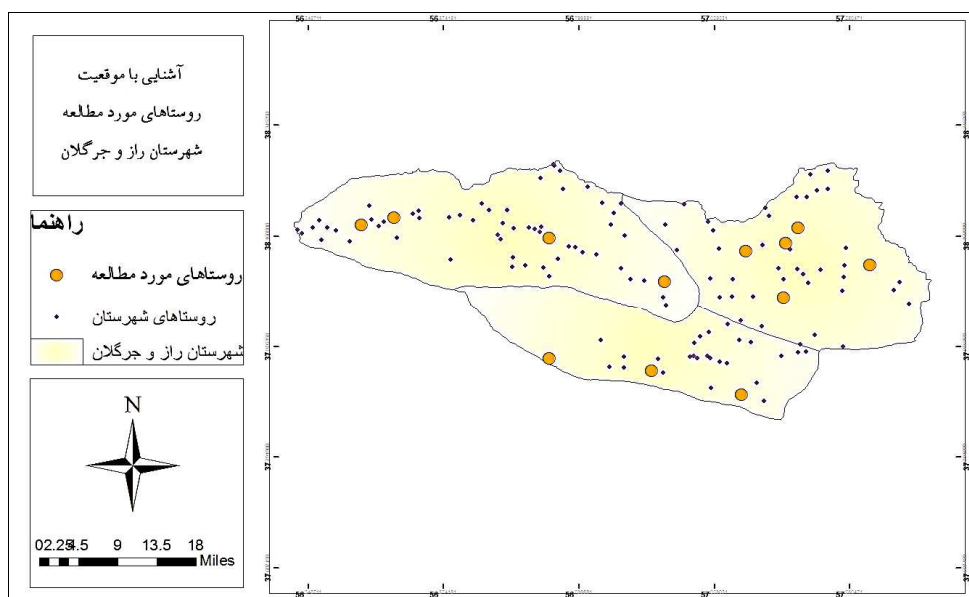 آشنایی با موقعیت
روستاهای مورد مطالعه
شهرستان راز و جرگلان
راهنما
روستاهای مورد مطالعه
روستاهای شهرستان
شهرستان راز و جرگلان
N
02.254.5 9 13.5 18
Miles